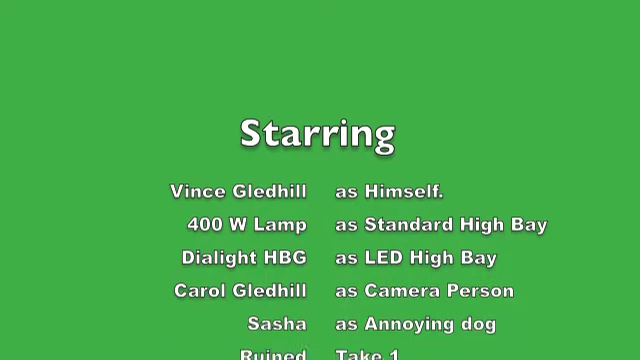 Starring
Vince Gledhill as Himself.
400 W Lamp as Standard High Bay
Dialight HBG as LED High Bay
Carol Gledhill as Camera Person
Sasha as Annoying dog
Ruined Take 1